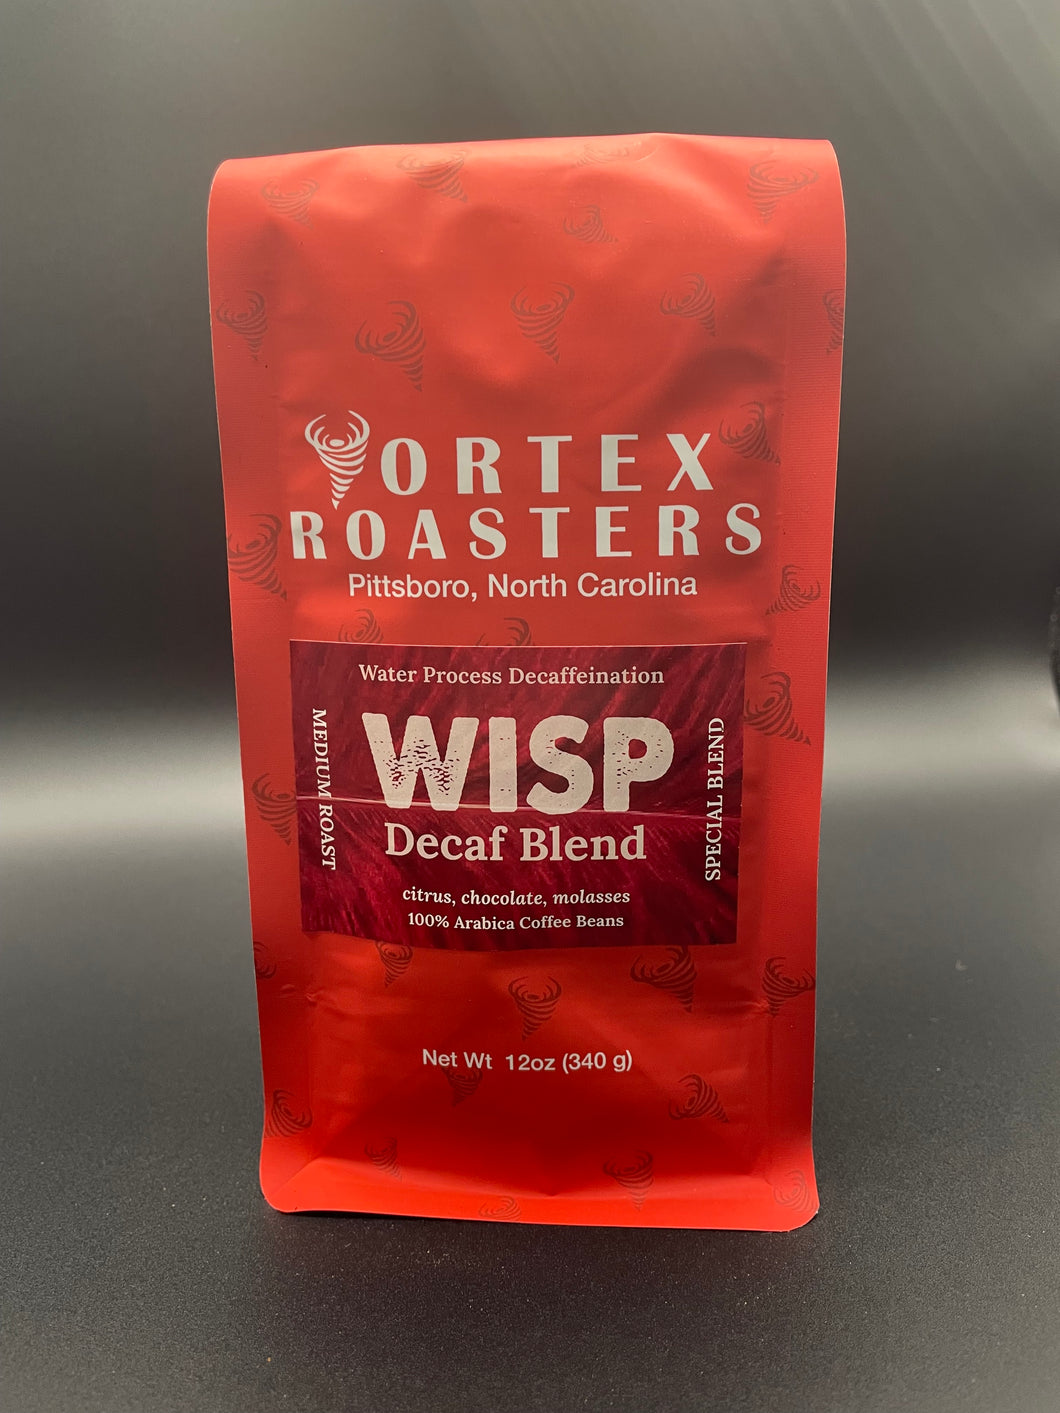 VORTEX
ROASTERS
Pittsboro, North Carolina
Water Process Decaffeination
MEDIUM ROAST
WISP
Decaf Blend
SPECIAL BLEND
citrus, chocolate, molasses
100% Arabica Coffee Beans
Net Wt 12oz (340 g)